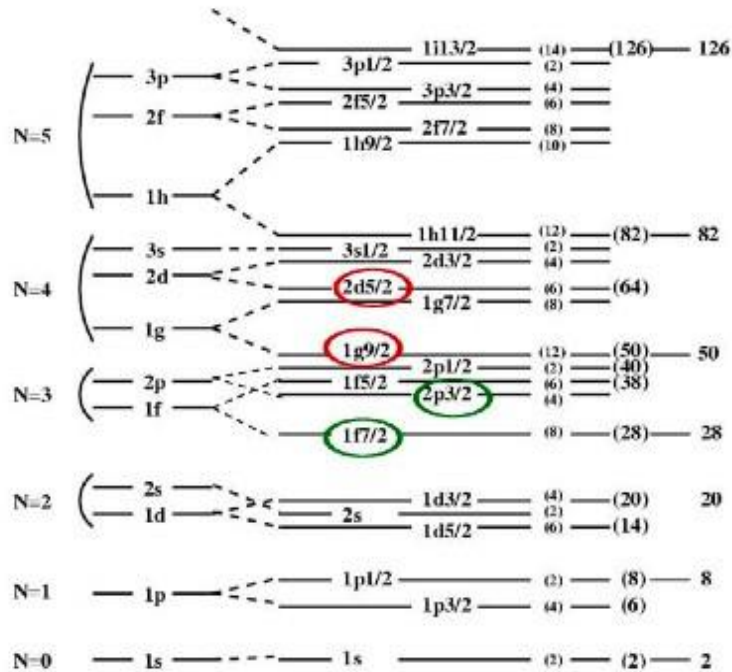 1i13/2 (14) (126) 126
3p 3p1/2 (2)
3p3/2 (4)
2f 2f5/2 (6)
N=5 2f7/2 (8)
1h9/2 (10)
1h
1h11/2 (12) (82) 82
3s 3s1/2 (2)
2d 2d3/2 (4)
N=4 2d5/2 (6) (64)
1g7/2 (8)
1g
1g9/2 (12) (50) 50
2p1/2 (2) (40)
N=3 2p 1f5/2 (6) (38)
1f 2p3/2 (4)
1f7/2 (8) (28) 28
2s
N=2 1d3/2 (4) (20) 20
1d 2s (2)
1d5/2 (6) (14)
1p1/2 (2) (8) 8
N=1 1p
1p3/2 (4) (6)
N=0 1s 1s (2) (2) 2